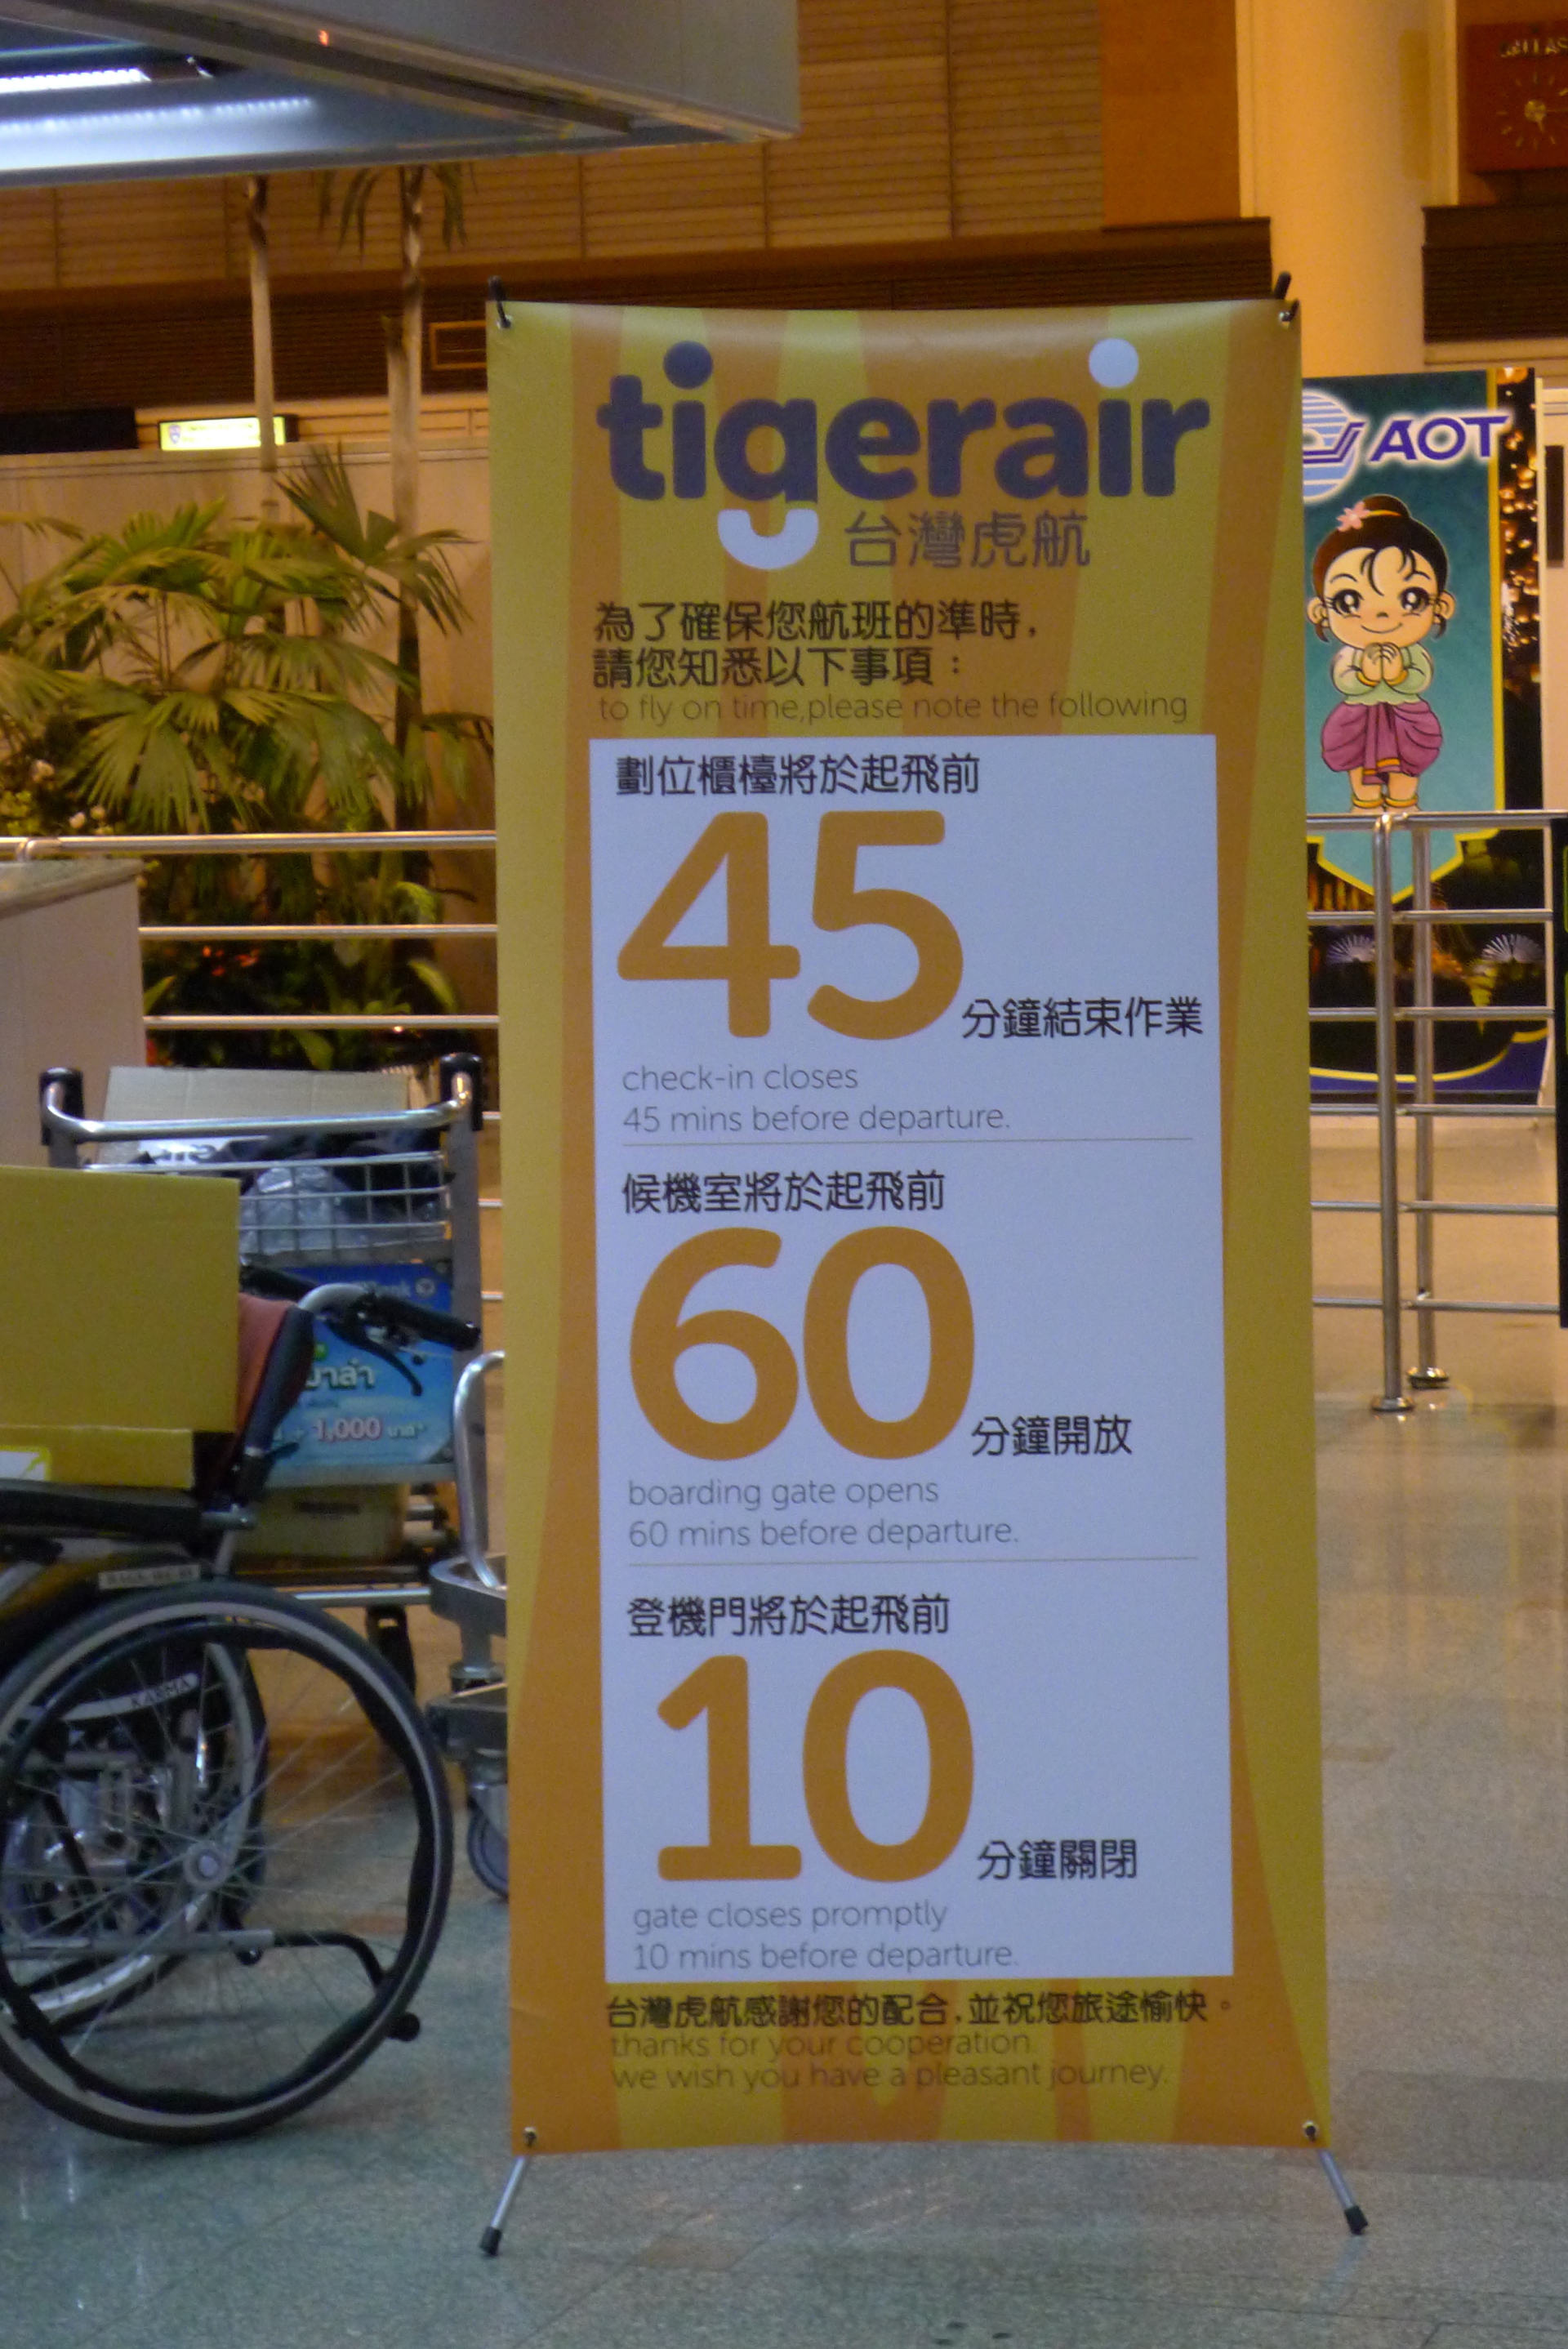 tigerair
台灣虎航
為了確保您航班的準時,
請您知悉以下事項：
to fly on time,please note the following
劃位櫃檯將於起飛前
45
分鐘結束作業
check-in closes
45 mins before departure.
候機室將於起飛前
60
分鐘開放
boarding gate opens
60 mins before departure.
登機門將於起飛前
10
分鐘關閉
gate closes promptly
10 mins before departure.
台灣虎航感謝您的配合,並祝您旅途愉快。
thanks for your cooperation.
we wish you have a pleasant journey.
AOT
1,000 บาท*
KARMA